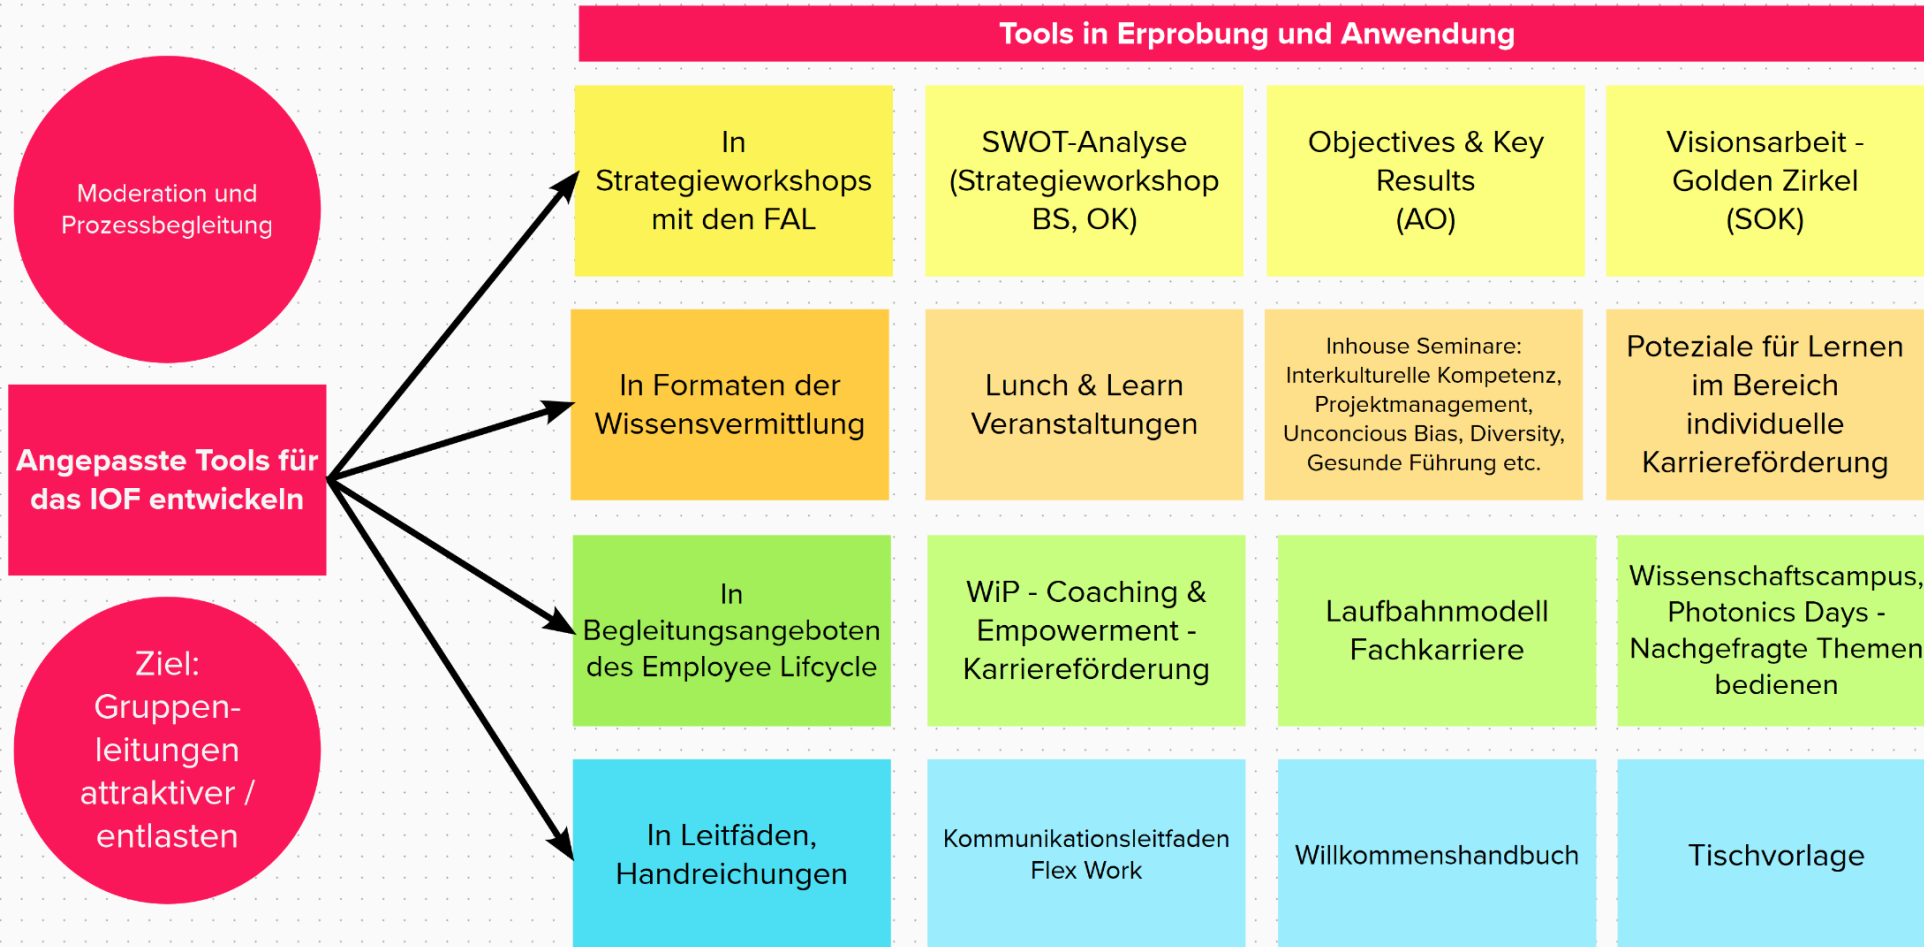 Tools in Erprobung und Anwendung
Moderation und
Prozessbegleitung
Angepasste Tools für
das IOF entwickeln
Ziel:
Gruppen-
leitungen
attraktiver /
entlasten
In
Strategieworkshops
mit den FAL
SWOT-Analyse
(Strategieworkshop
BS, OK)
Objectives & Key
Results
(AO)
Visionsarbeit -
Golden Zirkel
(SOK)
In Formaten der
Wissensvermittlung
Lunch & Learn
Veranstaltungen
Inhouse Seminare:
Interkulturelle Kompetenz,
Projektmanagement,
Unconcious Bias, Diversity,
Gesunde Führung etc.
Poteziale für Lernen
im Bereich
individuelle
Karriereförderung
In
Begleitungsangeboten
des Employee Lifcycle
WiP - Coaching &
Empowerment -
Karriereförderung
Laufbahnmodell
Fachkarriere
Wissenschaftscampus,
Photonics Days -
Nachgefragte Themen
bedienen
In Leitfäden,
Handreichungen
Kommunikationsleitfaden
Flex Work
Willkommenshandbuch
Tischvorlage